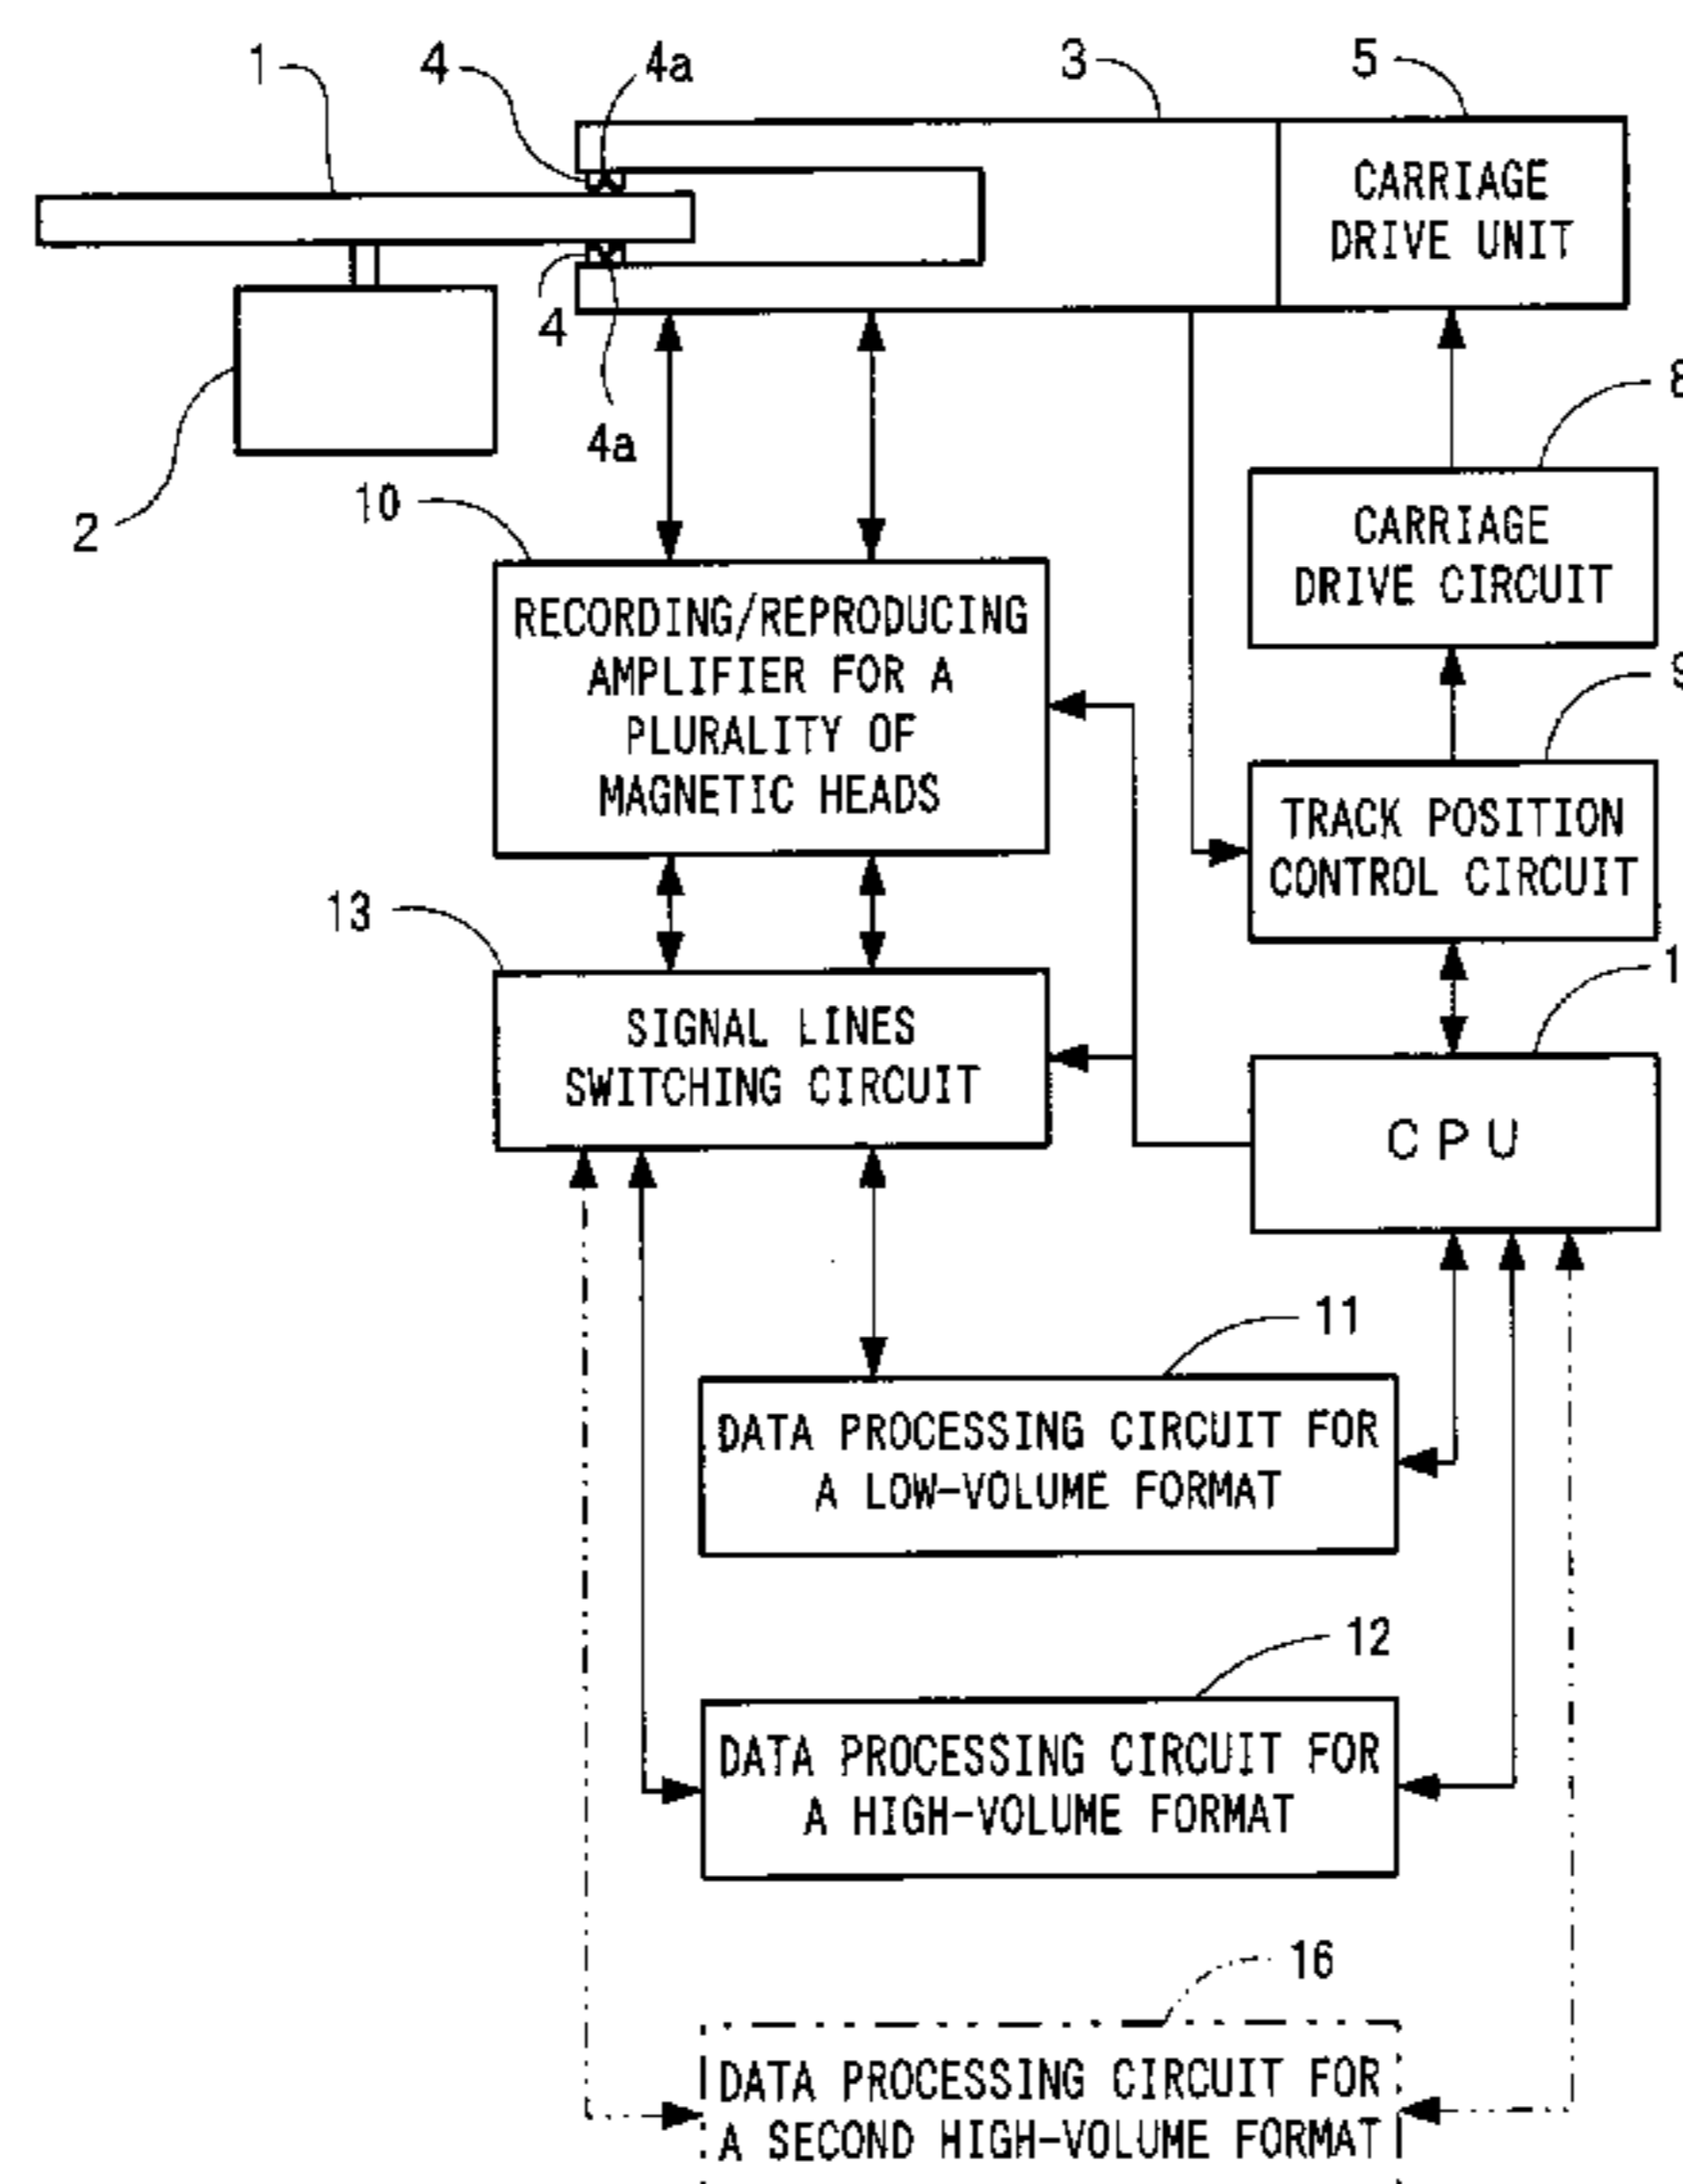 1
4
4a
3
5
CARRIAGE
DRIVE UNIT
4
4a
2
8
10
CARRIAGE
DRIVE CIRCUIT
RECORDING/REPRODUCING
AMPLIFIER FOR A
PLURALITY OF
MAGNETIC HEADS
9
TRACK POSITION
CONTROL CIRCUIT
13
1
SIGNAL LINES
SWITCHING CIRCUIT
CPU
11
DATA PROCESSING CIRCUIT FOR
A LOW-VOLUME FORMAT
12
DATA PROCESSING CIRCUIT FOR
A HIGH-VOLUME FORMAT
16
DATA PROCESSING CIRCUIT FOR
A SECOND HIGH-VOLUME FORMAT